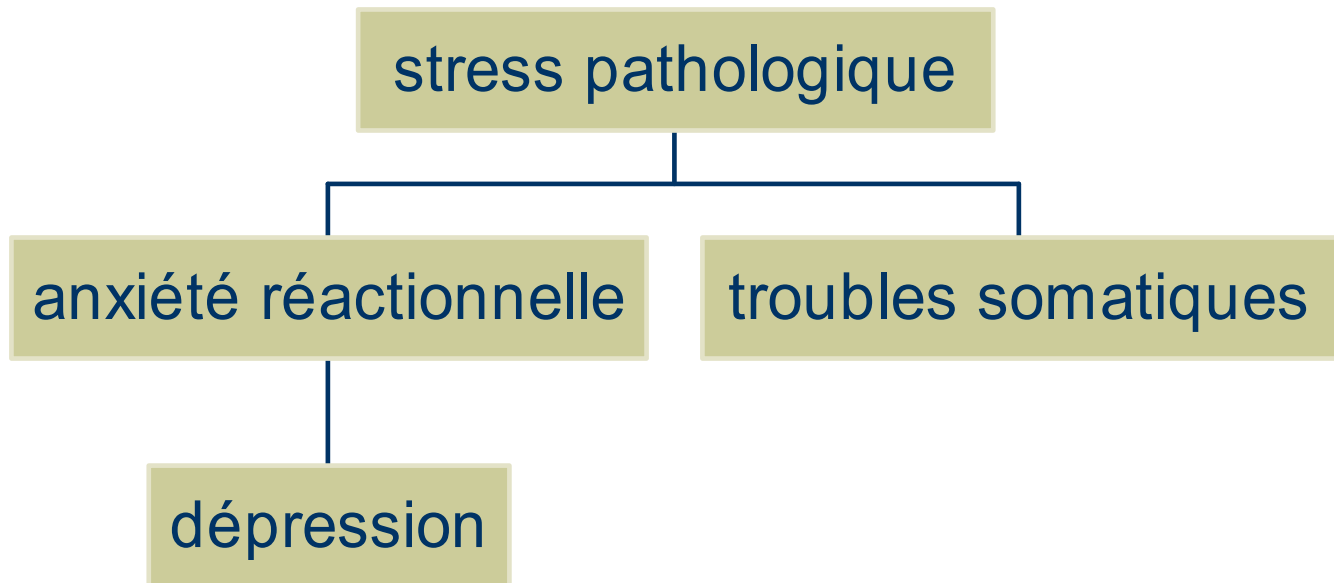 stress pathologique
anxiété réactionnelle
troubles somatiques
dépression